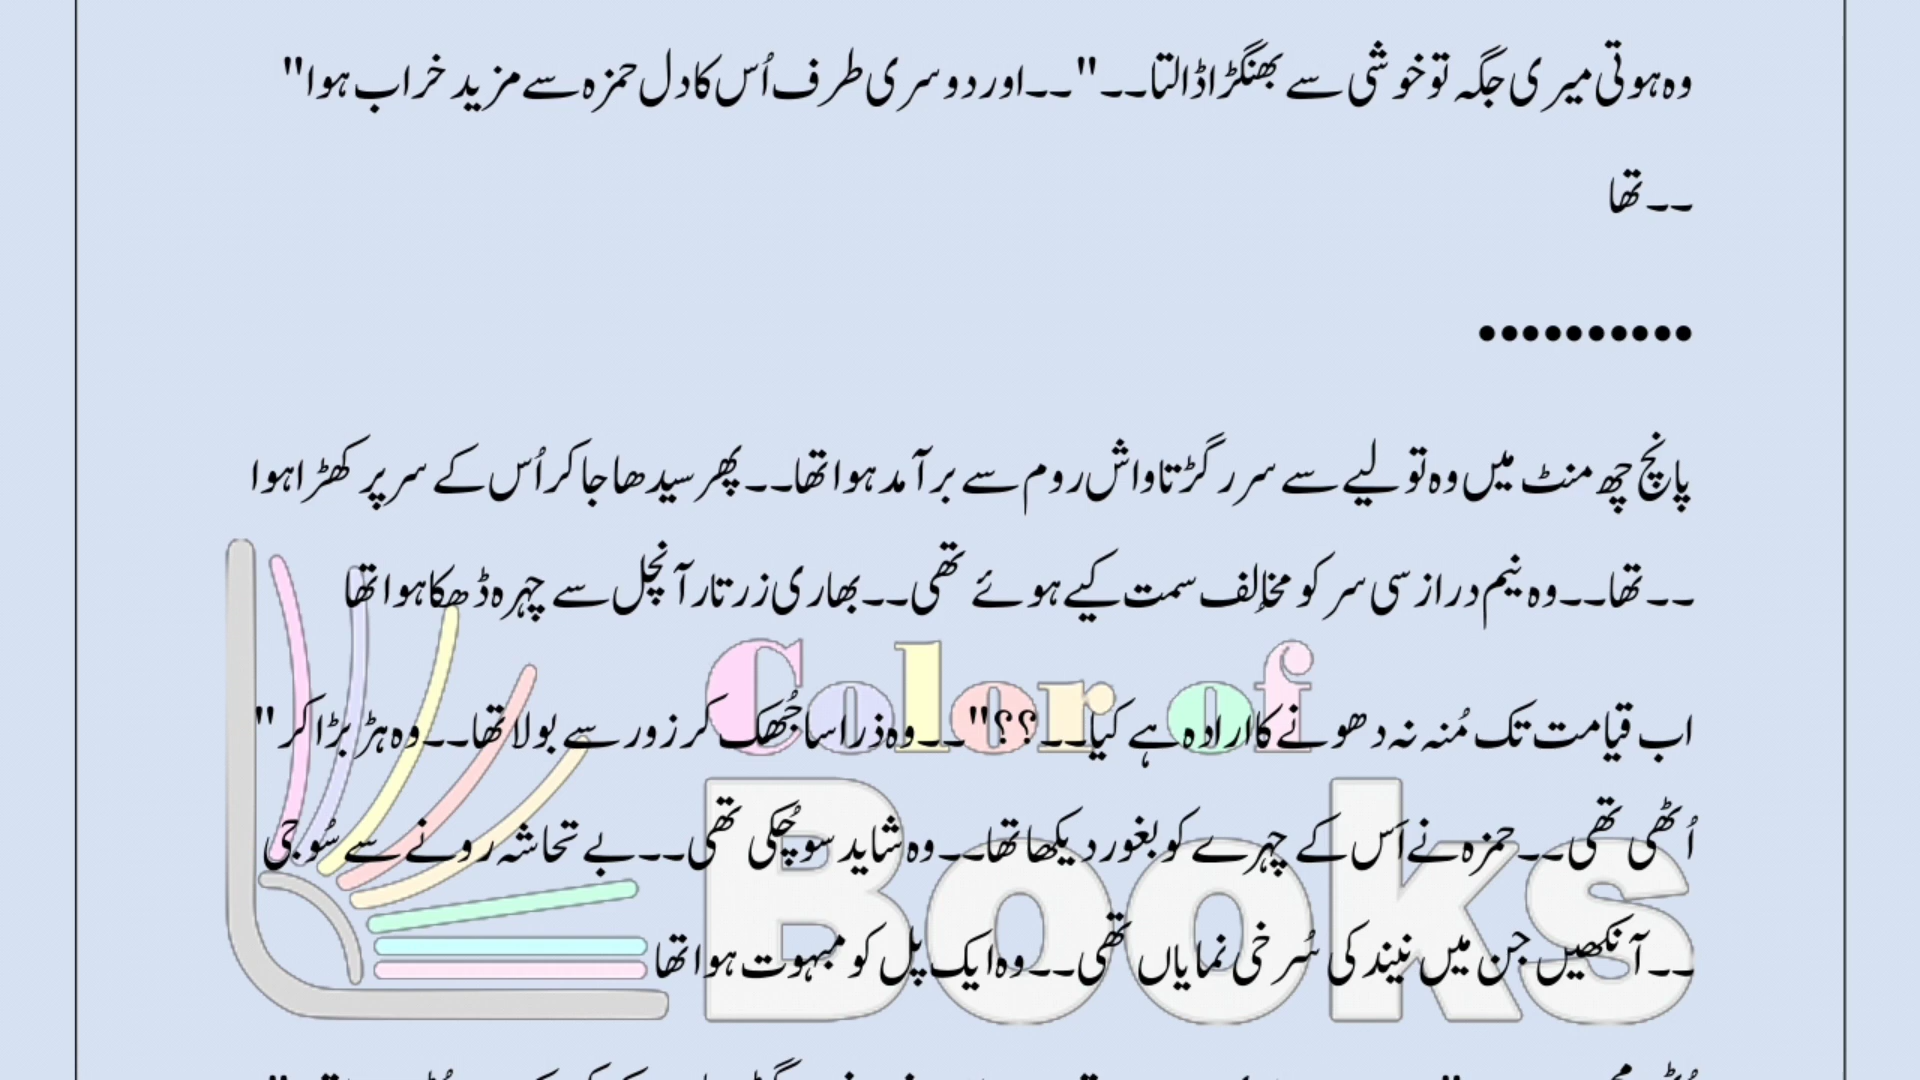 وہ ہوتی میری جگہ تو خوشی سے بھنگڑا ڈالتا۔۔"۔۔اور دوسری طرف اُس کا دل حمزہ سے مزید خراب ہوا"
۔۔تھا
••••••••••
پانچ چھ منٹ میں وہ تولیے سے سر رگڑتا واش روم سے برآمد ہوا تھا۔۔پھر سیدھا جا کر اُس کے سر پر کھڑا ہوا
۔۔تھا۔۔وہ نیم دراز سی سر کو مخالف سمت کیے ہوئے تھی۔۔بھاری زرتار آنچل سے چہرہ ڈھکا ہوا تھا
اب قیامت تک مُنہ نہ دھونے کا ارادہ ہے کیا۔۔۔؟؟"۔۔وہ ذرا سا جُھک کر زور سے بولا تھا۔۔وہ ہڑبڑا کر "
اُٹھی تھی۔۔حمزہ نے اَس کے چہرے کو بغور دیکھا تھا۔۔وہ شاید سو چُکی تھی۔۔بے تحاشہ رونے سے سُوجی
۔۔آنکھیں جن میں نیند کی سُرخی نمایاں تھی۔۔وہ ایک پل کو مبہوت ہوا تھا
Color of
Books